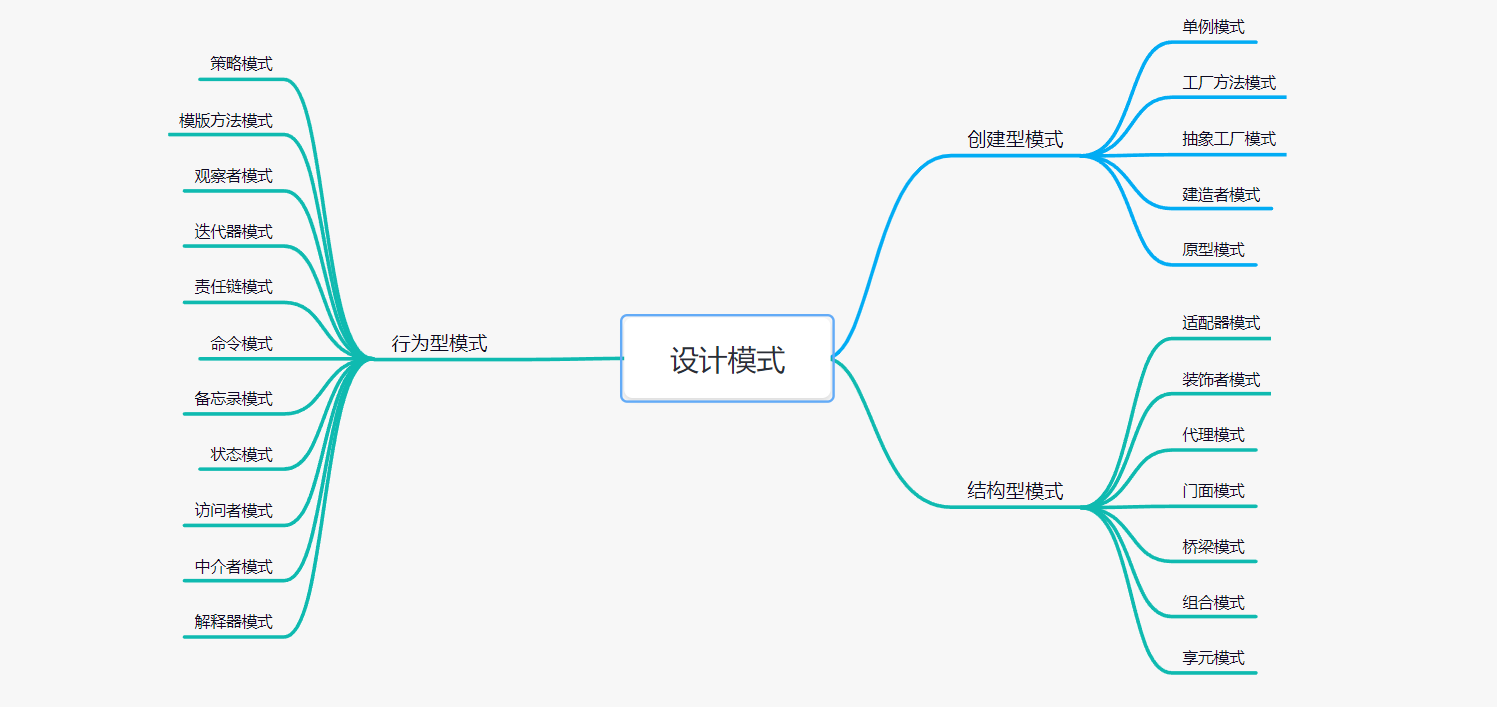 设计模式
创建型模式
单例模式
工厂方法模式
抽象工厂模式
建造者模式
原型模式
结构型模式
适配器模式
装饰者模式
代理模式
门面模式
桥梁模式
组合模式
享元模式
行为型模式
策略模式
模版方法模式
观察者模式
迭代器模式
责任链模式
命令模式
备忘录模式
状态模式
访问者模式
中介者模式
解释器模式